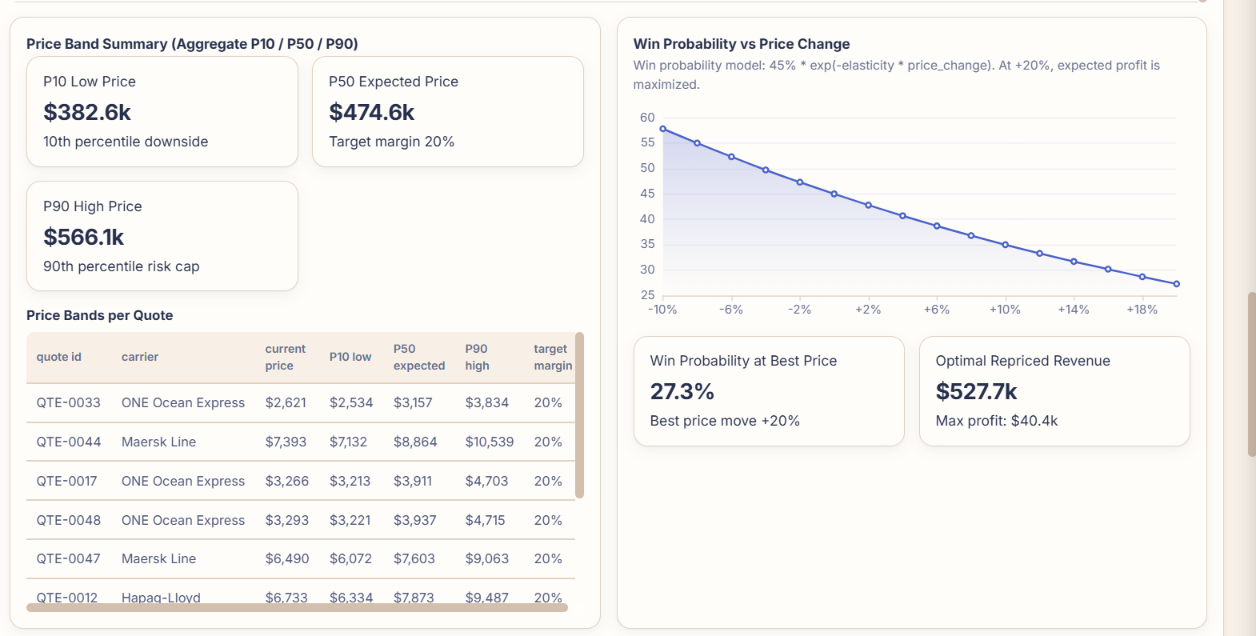 Price Band Summary (Aggregate P10 / P50 / P90)
P10 Low Price
$382.6k
10th percentile downside
P50 Expected Price
$474.6k
Target margin 20%
P90 High Price
$566.1k
90th percentile risk cap
Price Bands per Quote
quote id carrier current price P10 low P50 expected P90 high target margin
QTE-0033 ONE Ocean Express $2,621 $2,534 $3,157 $3,834 20%
QTE-0044 Maersk Line $7,393 $7,132 $8,864 $10,539 20%
QTE-0017 ONE Ocean Express $3,266 $3,213 $3,911 $4,703 20%
QTE-0048 ONE Ocean Express $3,293 $3,221 $3,937 $4,715 20%
QTE-0047 Maersk Line $6,490 $6,072 $7,603 $9,063 20%
QTE-0012 Hapag-Lloyd $6,733 $6,334 $7,873 $9,487 20%
Win Probability vs Price Change
Win probability model: 45% * exp(-elasticity * price_change). At +20%, expected profit is
maximized.
60
55
50
45
40
35
30
25
-10% -6% -2% +2% +6% +10% +14% +18%
Win Probability at Best Price
27.3%
Best price move +20%
Optimal Repriced Revenue
$527.7k
Max profit: $40.4k